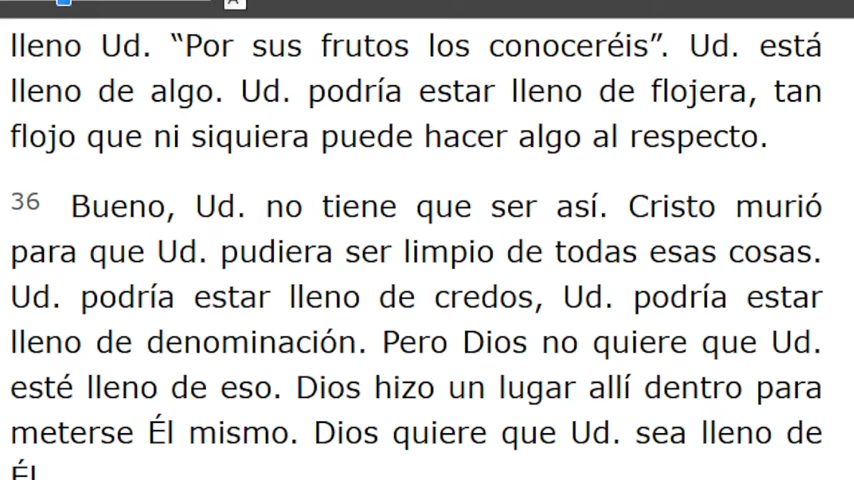 lleno Ud. “Por sus frutos los conoceréis”. Ud. está
lleno de algo. Ud. podría estar lleno de flojera, tan
flojo que ni siquiera puede hacer algo al respecto.
36 Bueno, Ud. no tiene que ser así. Cristo murió
para que Ud. pudiera ser limpio de todas esas cosas.
Ud. podría estar lleno de credos, Ud. podría estar
lleno de denominación. Pero Dios no quiere que Ud.
esté lleno de eso. Dios hizo un lugar allí dentro para
meterse Él mismo. Dios quiere que Ud. sea lleno de
Él